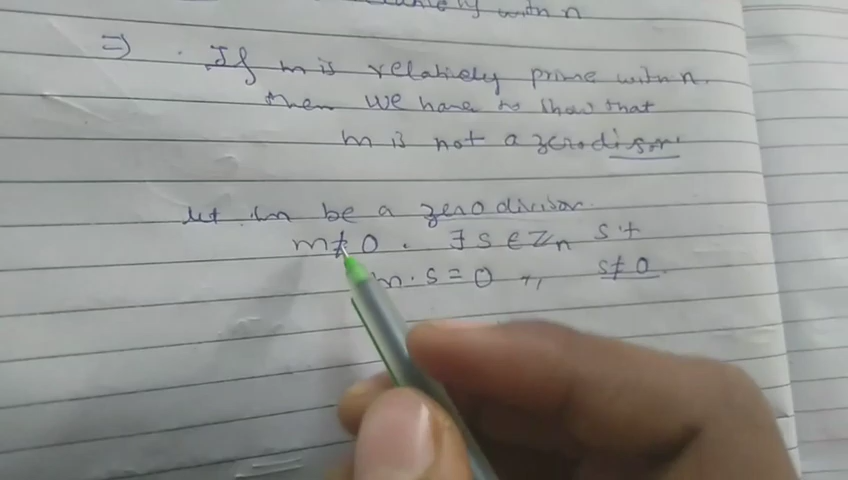 with n
⇒ . If m is relatively prime with n.
then we have to show that
m is not a zero divisor.
let m be a zero divisor.
m ≠ 0 . ∃ s ∈ Zn s.t
m . s = 0 , s ≠ 0